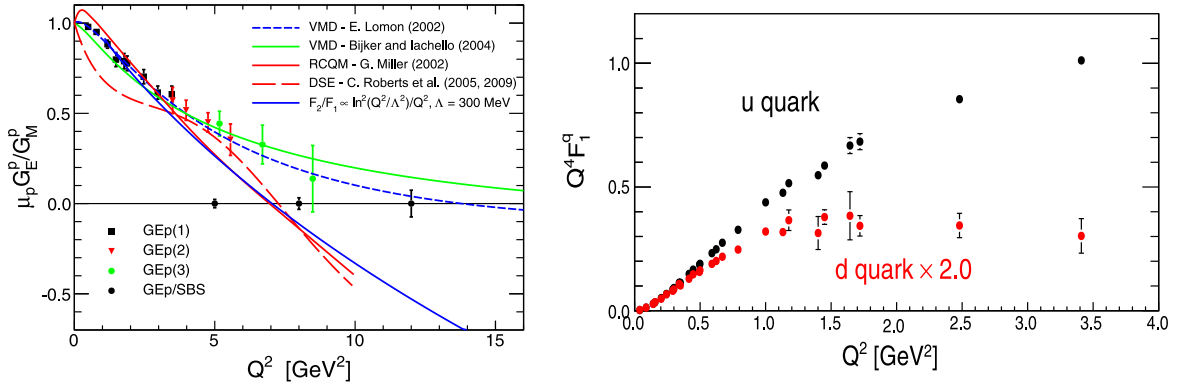 μₚGᴱᵖ/Gᴹᵖ
1.0
0.5
0.0
-0.5
VMD - E. Lomon (2002)
VMD - Bijker and Iachello (2004)
RCQM - G. Miller (2002)
DSE - C. Roberts et al. (2005, 2009)
F₂/F₁ ∝ ln²(Q²/Λ²)/Q², Λ = 300 MeV
GEp(1)
GEp(2)
GEp(3)
GEp/SBS
0 5 10 15
Q² [GeV²]
Q⁴F₁^q
1.0
0.5
0.0
u quark
d quark × 2.0
0.0 0.5 1.0 1.5 2.0 2.5 3.0 3.5 4.0
Q² [GeV²]